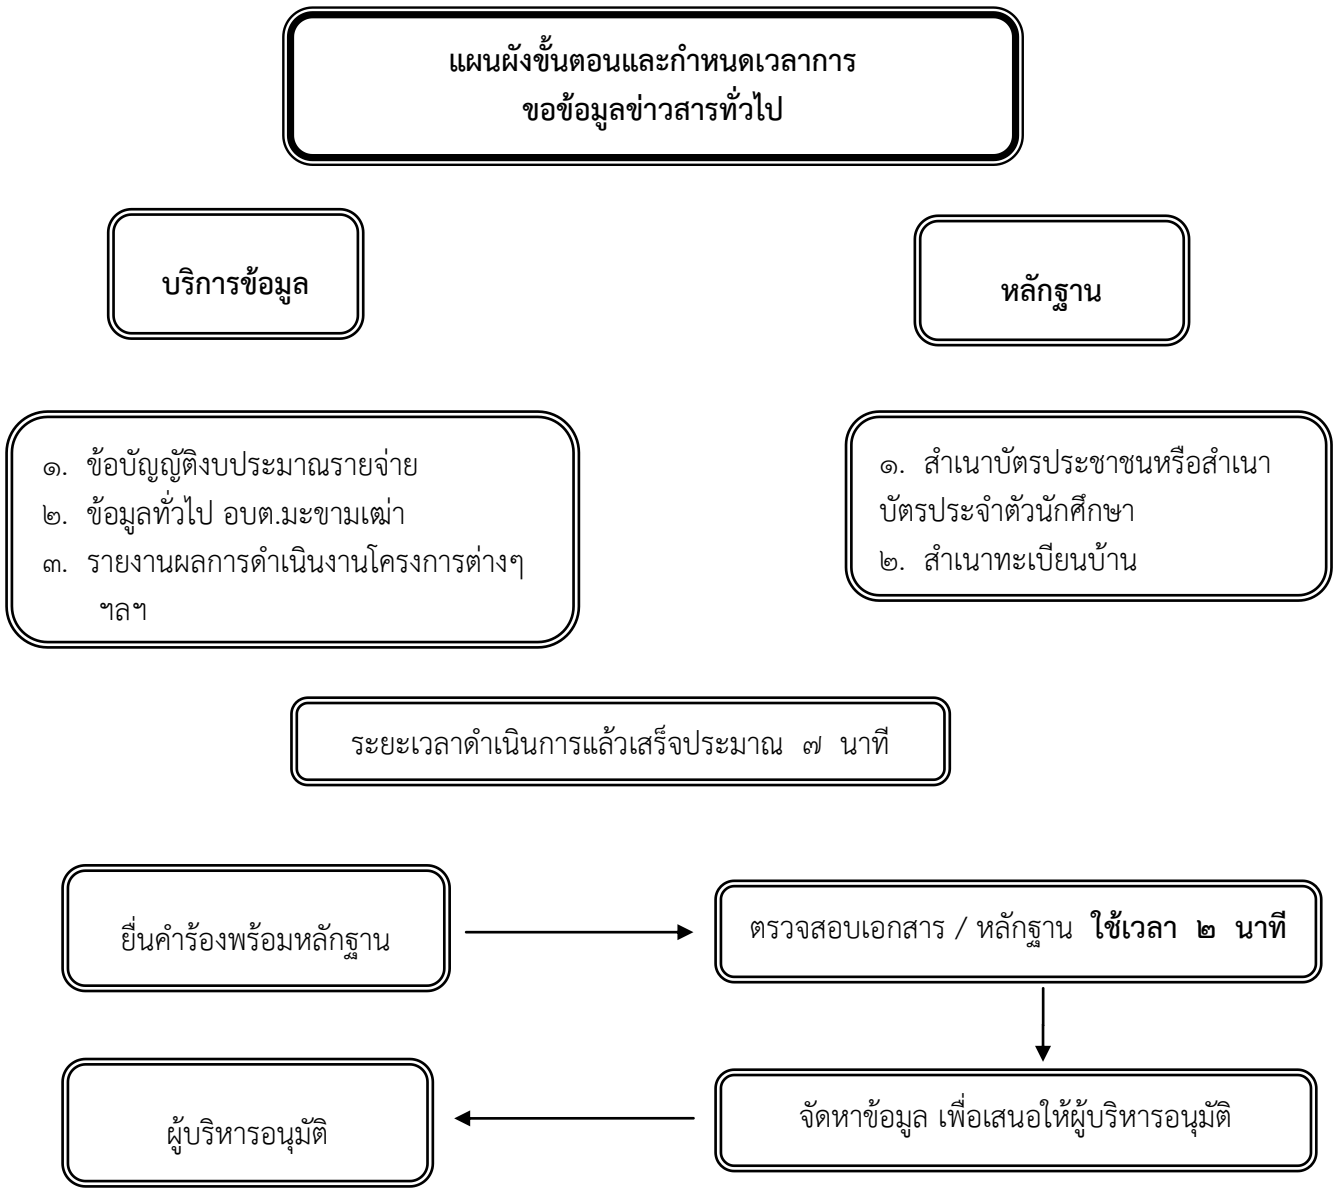 แผนผังขั้นตอนและกำหนดเวลาการ
ขอข้อมูลข่าวสารทั่วไป
บริการข้อมูล
หลักฐาน
๑. ข้อบัญญัติงบประมาณรายจ่าย
๒. ข้อมูลทั่วไป อบต.มะขามเฒ่า
๓. รายงานผลการดำเนินงานโครงการต่างๆ
ฯลฯ
๑. สำเนาบัตรประชาชนหรือสำเนา
บัตรประจำตัวนักศึกษา
๒. สำเนาทะเบียนบ้าน
ระยะเวลาดำเนินการแล้วเสร็จประมาณ ๗ นาที
ยื่นคำร้องพร้อมหลักฐาน
ตรวจสอบเอกสาร / หลักฐาน ใช้เวลา ๒ นาที
จัดหาข้อมูล เพื่อเสนอให้ผู้บริหารอนุมัติ
ผู้บริหารอนุมัติ